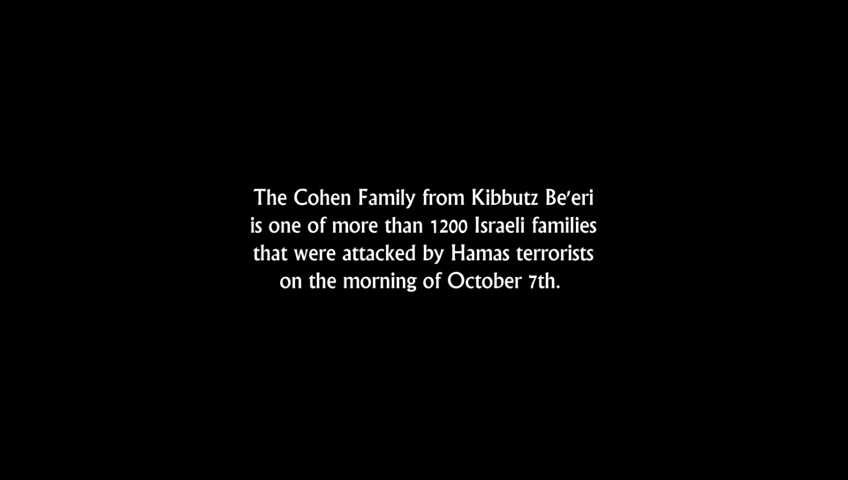 The Cohen Family from Kibbutz Be'eri
is one of more than 1200 Israeli families
that were attacked by Hamas terrorists
on the morning of October 7th.